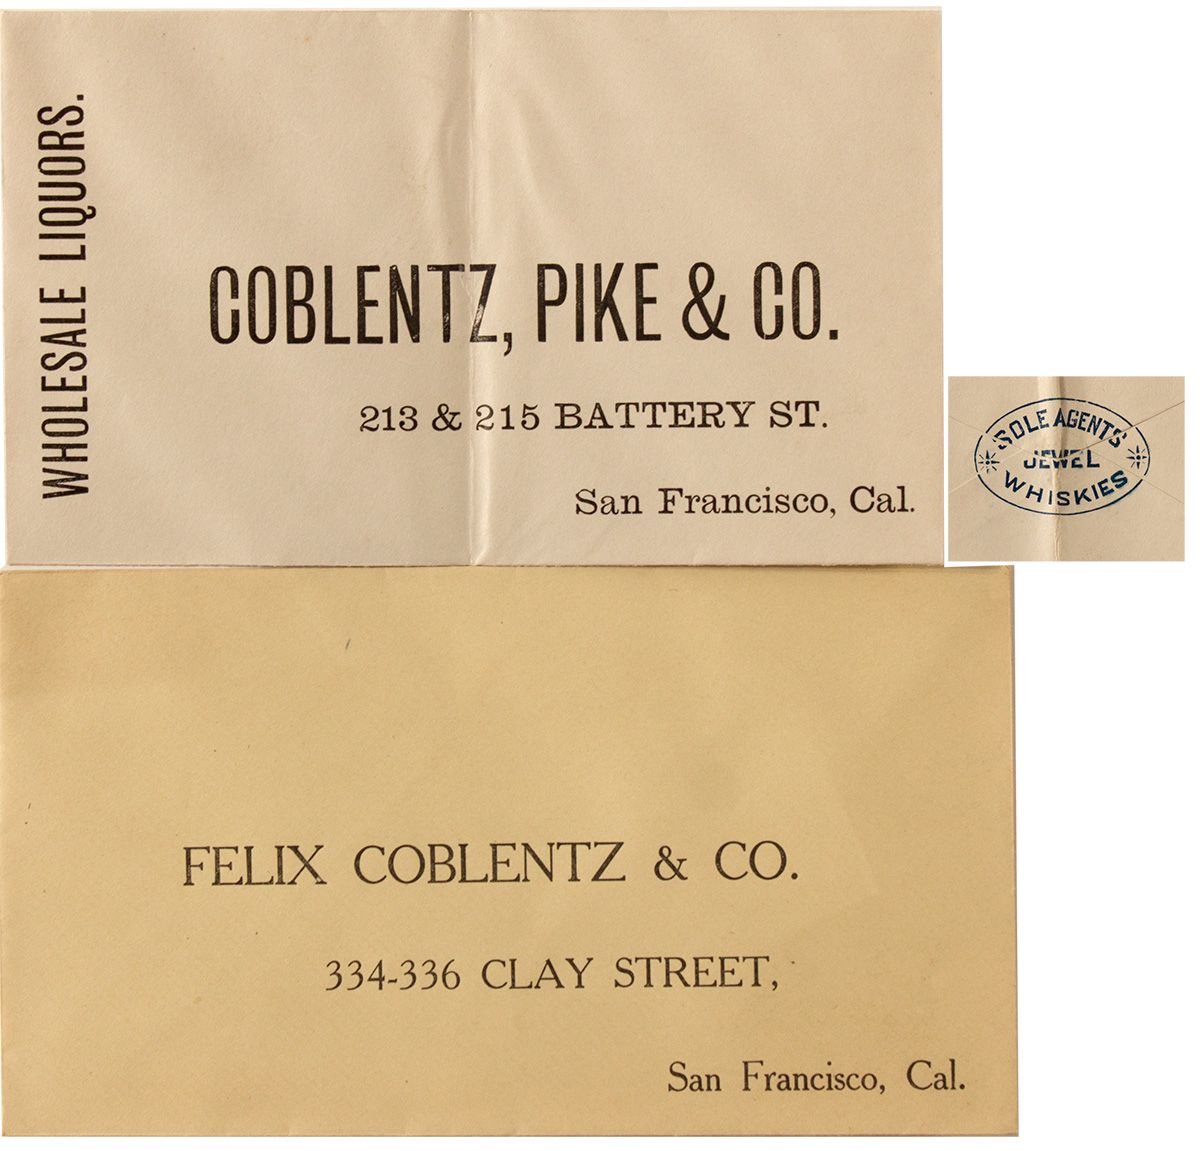 WHOLESALE LIQUORS.
COBLENTZ, PIKE & CO.
213 & 215 BATTERY ST.
San Francisco, Cal.
SOLE AGENTS
JEWEL
WHISKIES
FELIX COBLENTZ & CO.
334-336 CLAY STREET,
San Francisco, Cal.